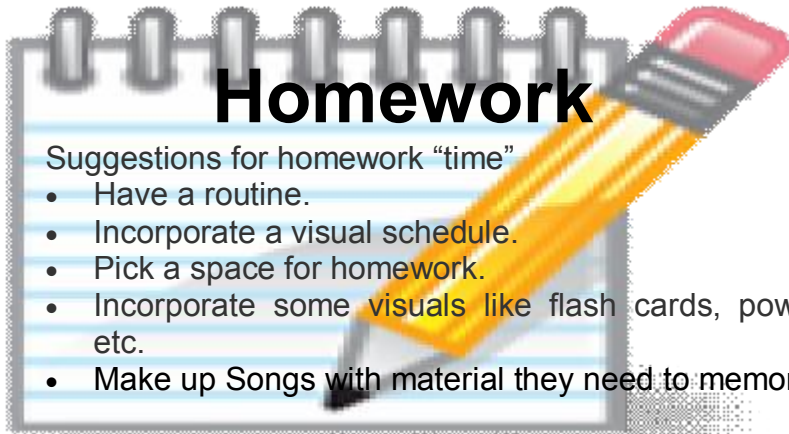 Homework
Suggestions for homework “time”
• Have a routine.
• Incorporate a visual schedule.
• Pick a space for homework.
• Incorporate some visuals like flash cards,
etc.
• Make up Songs with material they need to